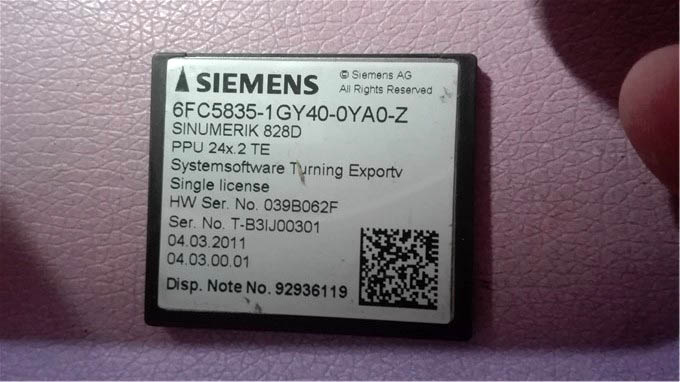 SIEMENS
© Siemens AG
All Rights Reserved
6FC5835-1GY40-0YA0-Z
SINUMERIK 828D
PPU 24x.2 TE
Systemsoftware Turning Exportv
Single license
HW Ser. No. 039B062F
Ser. No. T-B3IJ00301
04.03.2011
04.03.00.01
Disp. Note No. 92936119